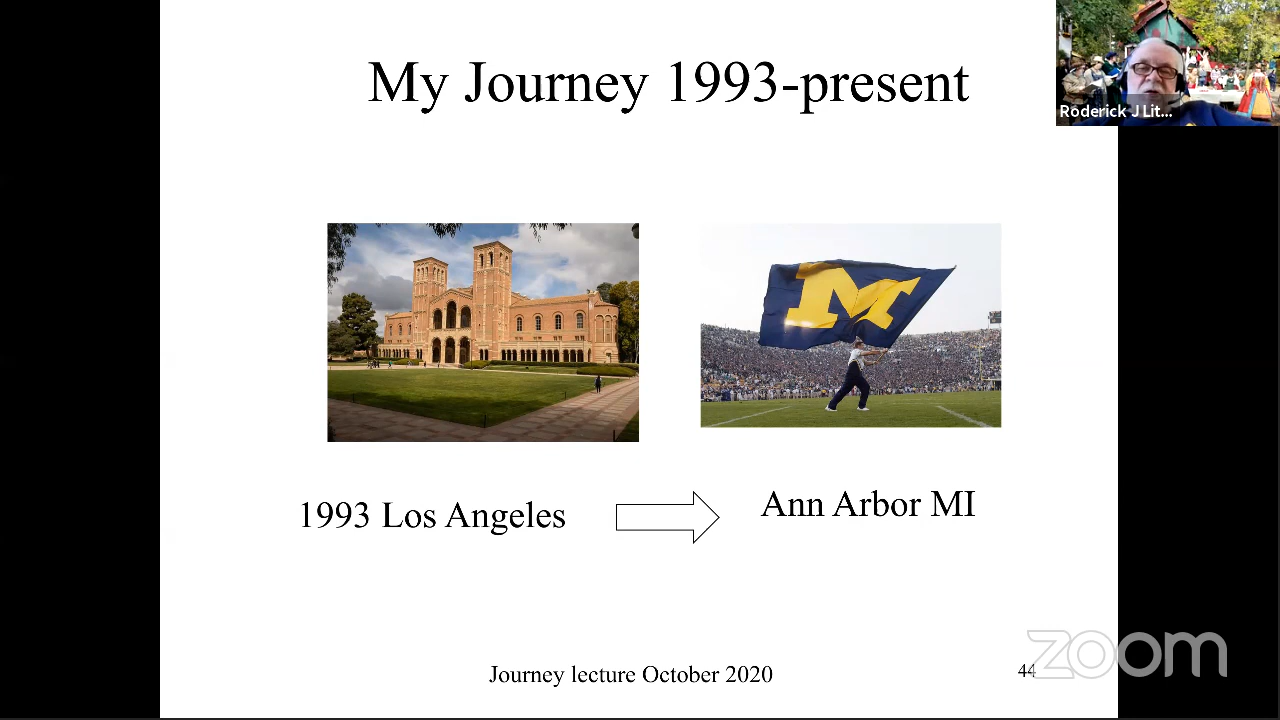 My Journey 1993-present
Roderick J Lit...
M
1993 Los Angeles
Ann Arbor MI
Journey lecture October 2020
44
zoom